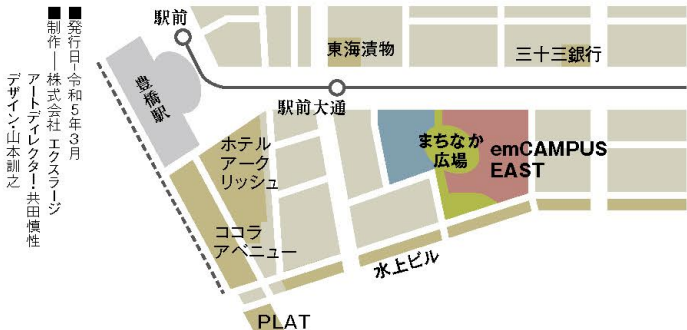 ■発行日-令和5年3月
■制作──株式会社 エクスラージ
アートディレクター・共田慎性
デザイン・山本訓之
駅前
豊橋駅
東海漬物
三十三銀行
駅前大通
ホテル
アーク
リッシュ
まちなか
広場
emCAMPUS
EAST
ココラ
アベニュー
水上ビル
PLAT